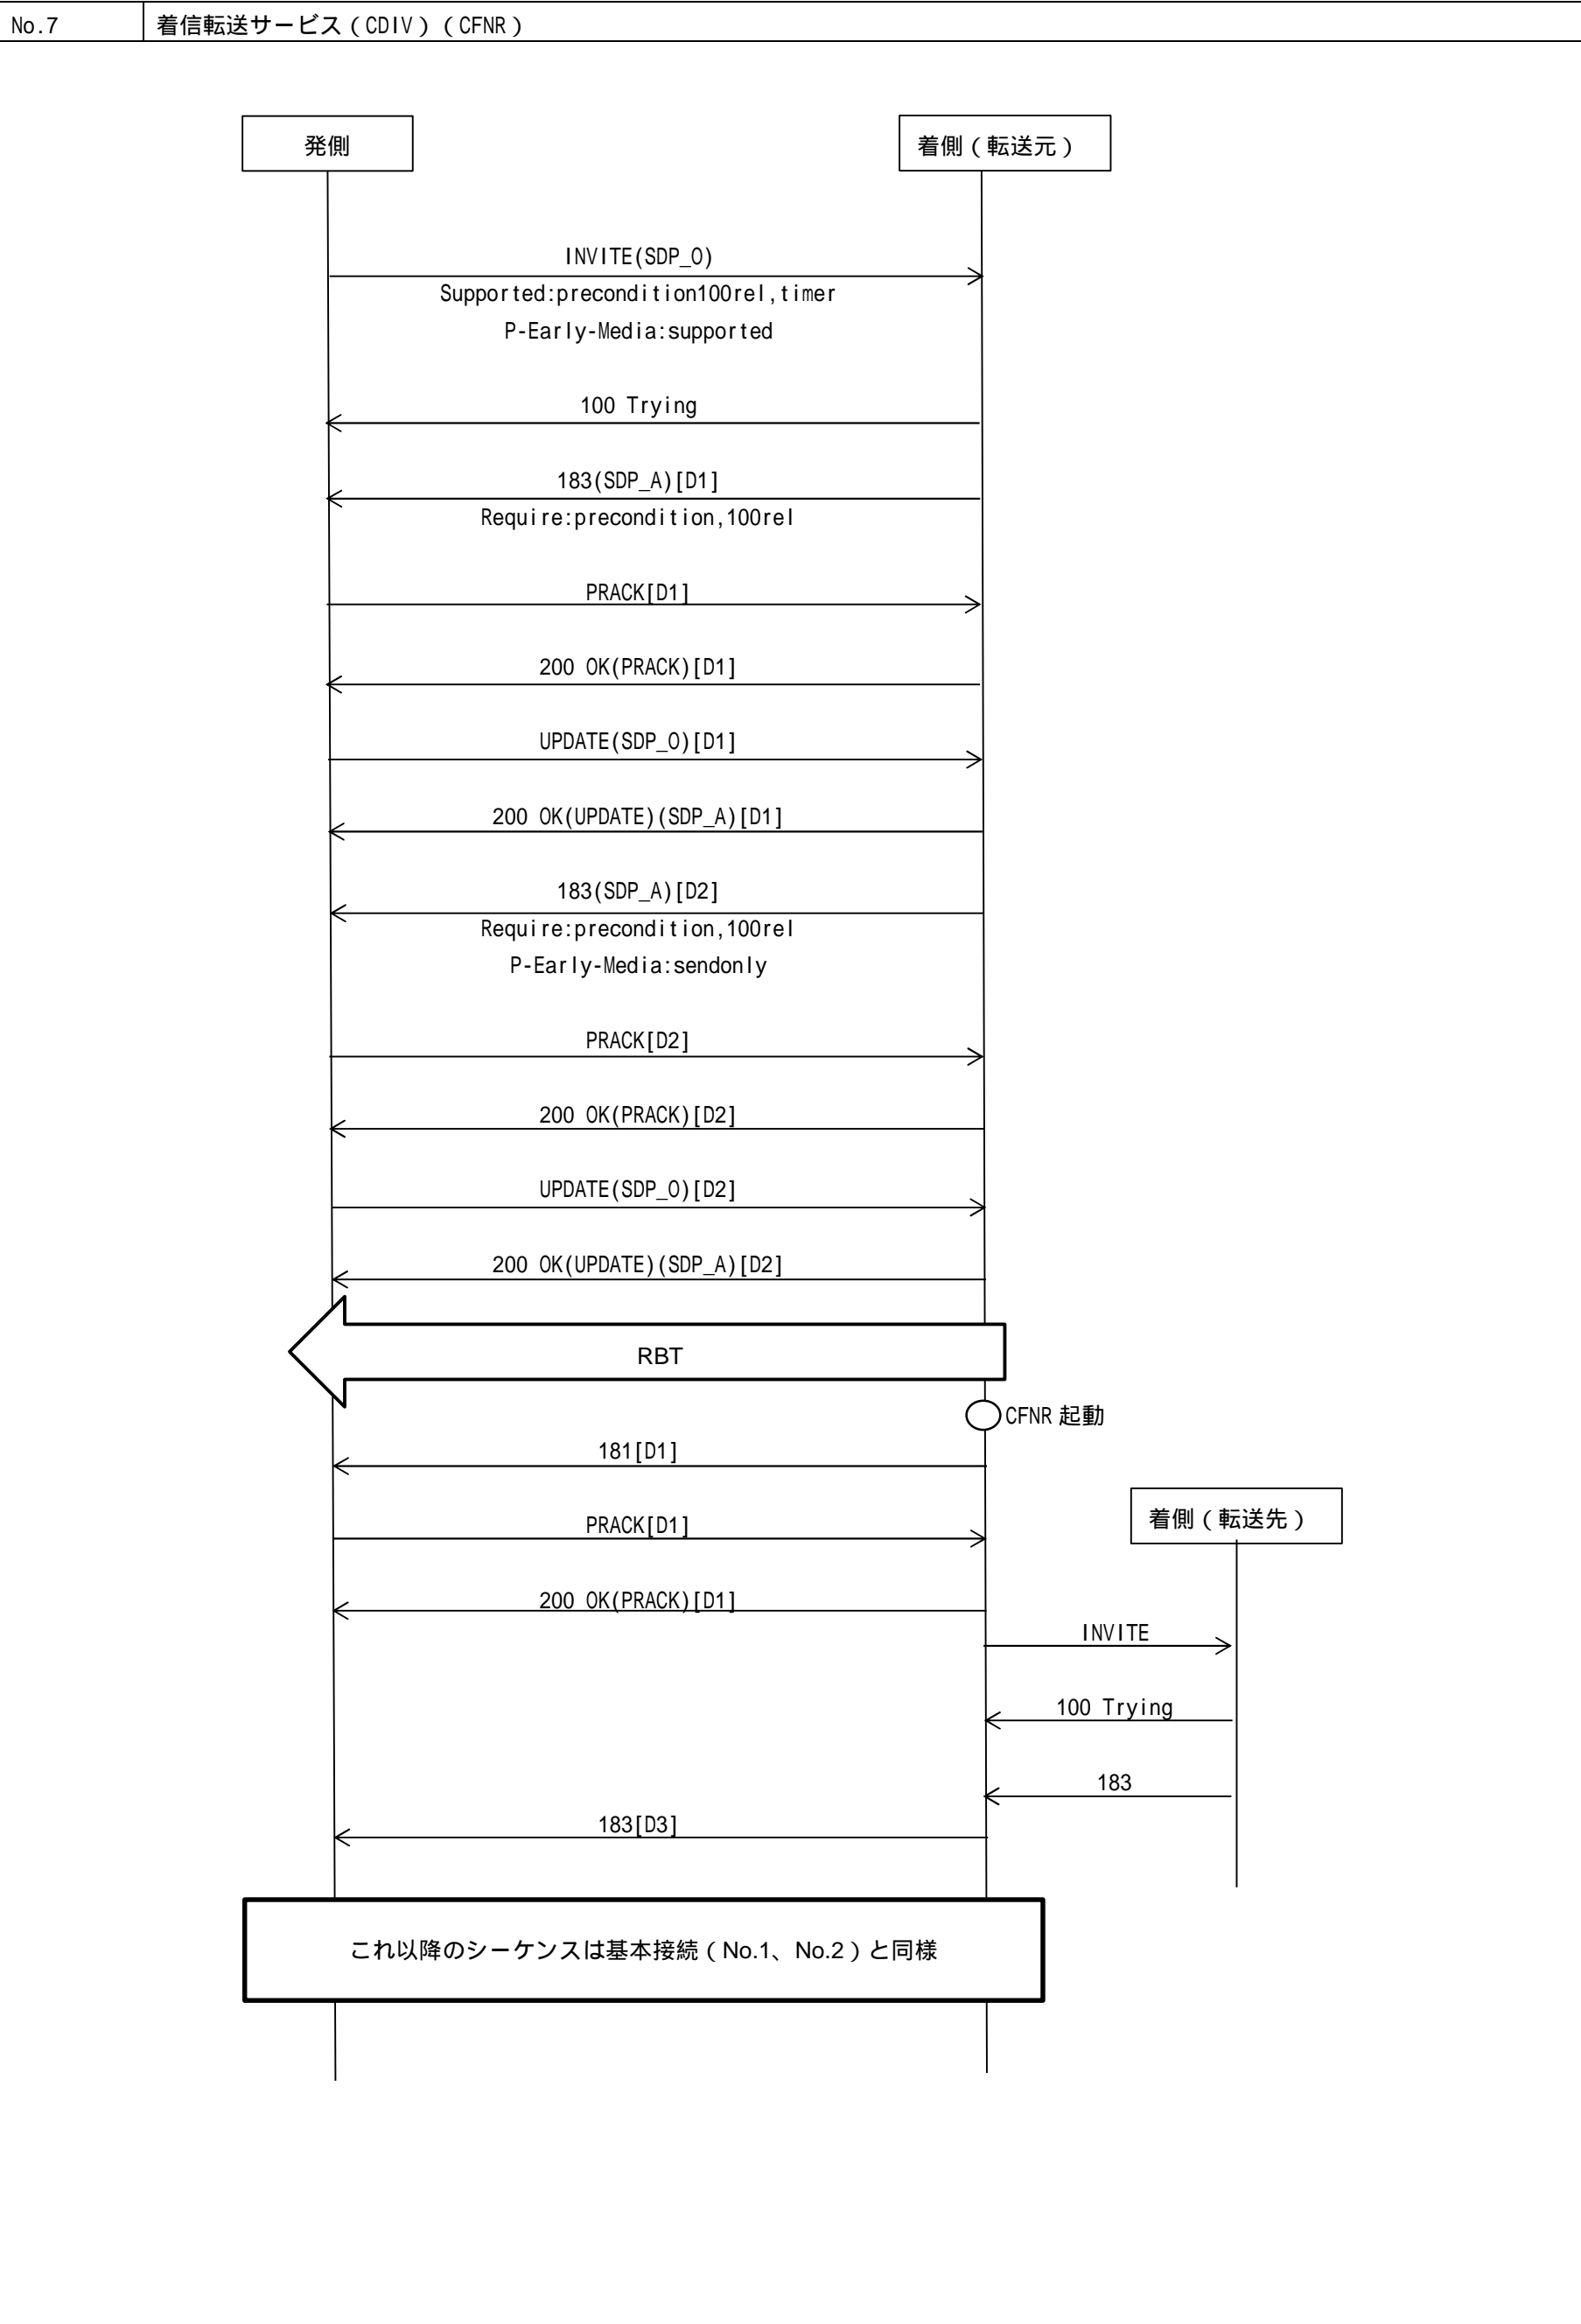 No.7
着信転送サービス(CDIV)(CFNR)
発側
着側(転送元)
INVITE(SDP_O)
Supported:precondition100rel,timer
P-Early-Media:supported
100 Trying
183(SDP_A)[D1]
Require:precondition,100rel
PRACK[D1]
200 OK(PRACK)[D1]
UPDATE(SDP_O)[D1]
200 OK(UPDATE)(SDP_A)[D1]
183(SDP_A)[D2]
Require:precondition,100rel
P-Early-Media:sendonly
PRACK[D2]
200 OK(PRACK)[D2]
UPDATE(SDP_O)[D2]
200 OK(UPDATE)(SDP_A)[D2]
RBT
CFNR 起動
181[D1]
着側(転送先)
PRACK[D1]
200 OK(PRACK)[D1]
INVITE
100 Trying
183
183[D3]
これ以降のシーケンスは基本接続(No.1、No.2)と同様